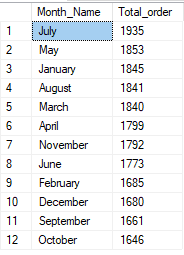 Month_Name Total_order
1 July 1935
2 May 1853
3 January 1845
4 August 1841
5 March 1840
6 April 1799
7 November 1792
8 June 1773
9 February 1685
10 December 1680
11 September 1661
12 October 1646